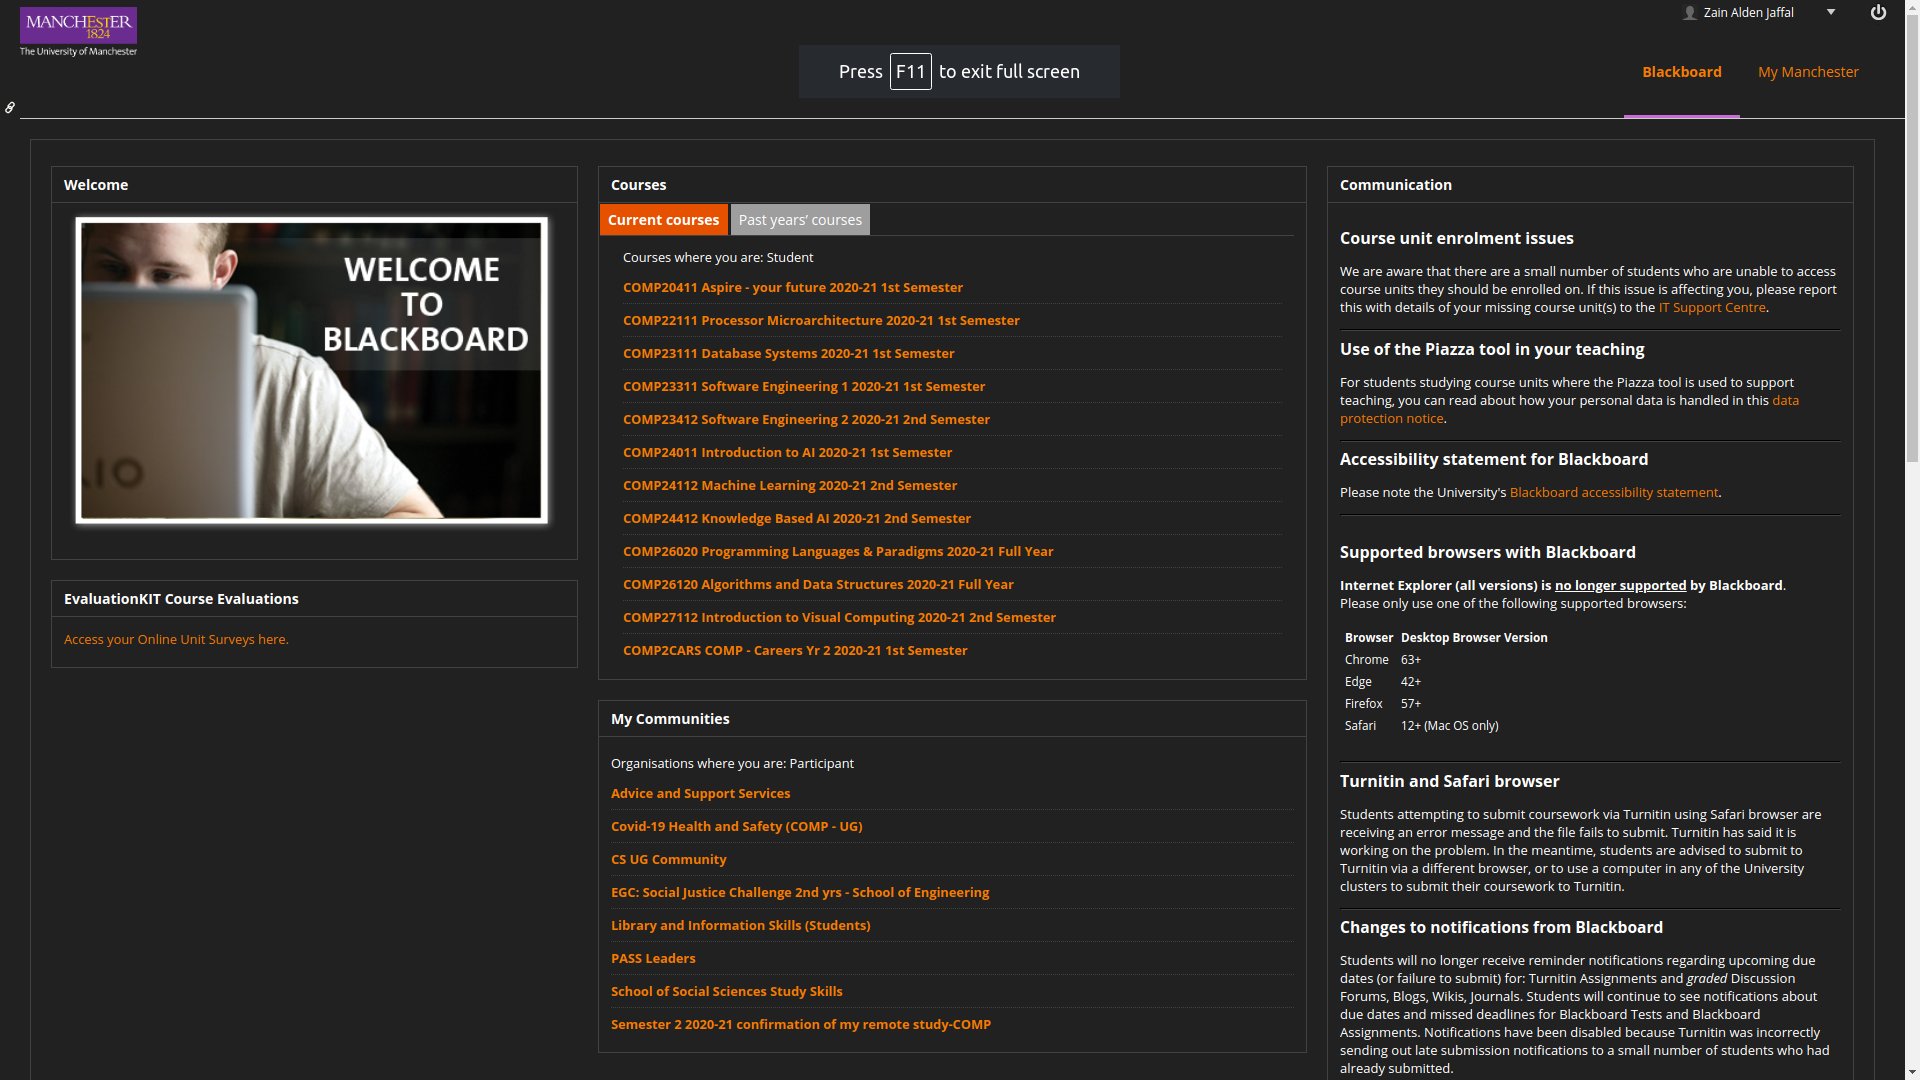 MANCHESTER
1824
The University of Manchester
Zain Alden Jaffal
Press F11 to exit full screen
Blackboard
My Manchester
Welcome
WELCOME
TO
BLACKBOARD
EvaluationKIT Course Evaluations
Access your Online Unit Surveys here.
Courses
Current courses
Past years’ courses
Courses where you are: Student
COMP20411 Aspire - your future 2020-21 1st Semester
COMP22111 Processor Microarchitecture 2020-21 1st Semester
COMP23111 Database Systems 2020-21 1st Semester
COMP23311 Software Engineering 1 2020-21 1st Semester
COMP23412 Software Engineering 2 2020-21 2nd Semester
COMP24011 Introduction to AI 2020-21 1st Semester
COMP24112 Machine Learning 2020-21 2nd Semester
COMP24412 Knowledge Based AI 2020-21 2nd Semester
COMP26020 Programming Languages & Paradigms 2020-21 Full Year
COMP26120 Algorithms and Data Structures 2020-21 Full Year
COMP27112 Introduction to Visual Computing 2020-21 2nd Semester
COMP2CARS COMP - Careers Yr 2 2020-21 1st Semester
My Communities
Organisations where you are: Participant
Advice and Support Services
Covid-19 Health and Safety (COMP - UG)
CS UG Community
EGC: Social Justice Challenge 2nd yrs - School of Engineering
Library and Information Skills (Students)
PASS Leaders
School of Social Sciences Study Skills
Semester 2 2020-21 confirmation of my remote study-COMP
Communication
Course unit enrolment issues
We are aware that there are a small number of students who are unable to access
course units they should be enrolled on. If this issue is affecting you, please report
this with details of your missing course unit(s) to the IT Support Centre.
Use of the Piazza tool in your teaching
For students studying course units where the Piazza tool is used to support
teaching, you can read about how your personal data is handled in this data
protection notice.
Accessibility statement for Blackboard
Please note the University's Blackboard accessibility statement.
Supported browsers with Blackboard
Internet Explorer (all versions) is no longer supported by Blackboard.
Please only use one of the following supported browsers:
Browser Desktop Browser Version
Chrome 63+
Edge 42+
Firefox 57+
Safari 12+ (Mac OS only)
Turnitin and Safari browser
Students attempting to submit coursework via Turnitin using Safari browser are
receiving an error message and the file fails to submit. Turnitin has said it is
working on the problem. In the meantime, students are advised to submit to
Turnitin via a different browser, or to use a computer in any of the University
clusters to submit their coursework to Turnitin.
Changes to notifications from Blackboard
Students will no longer receive reminder notifications regarding upcoming due
dates (or failure to submit) for: Turnitin Assignments and graded Discussion
Forums, Blogs, Wikis, Journals. Students will continue to see notifications about
due dates and missed deadlines for Blackboard Tests and Blackboard
Assignments. Notifications have been disabled because Turnitin was incorrectly
sending out late submission notifications to a small number of students who had
already submitted.